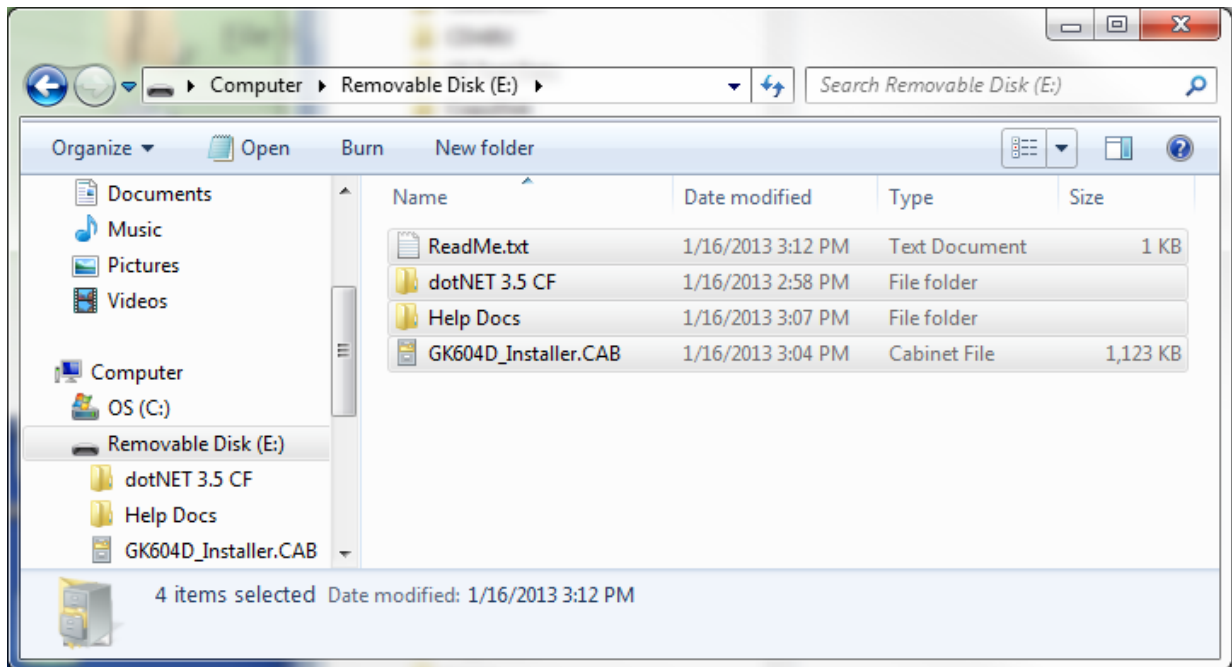 Computer Removable Disk (E:) Search Removable Disk (E:)
Organize Open Burn New folder
Documents
Music
Pictures
Videos
Computer
OS (C:)
Removable Disk (E:)
dotNET 3.5 CF
Help Docs
GK604D_Installer.CAB
Name Date modified Type Size
ReadMe.txt 1/16/2013 3:12 PM Text Document 1 KB
dotNET 3.5 CF 1/16/2013 2:58 PM File folder
Help Docs 1/16/2013 3:07 PM File folder
GK604D_Installer.CAB 1/16/2013 3:04 PM Cabinet File 1,123 KB
4 items selected Date modified: 1/16/2013 3:12 PM